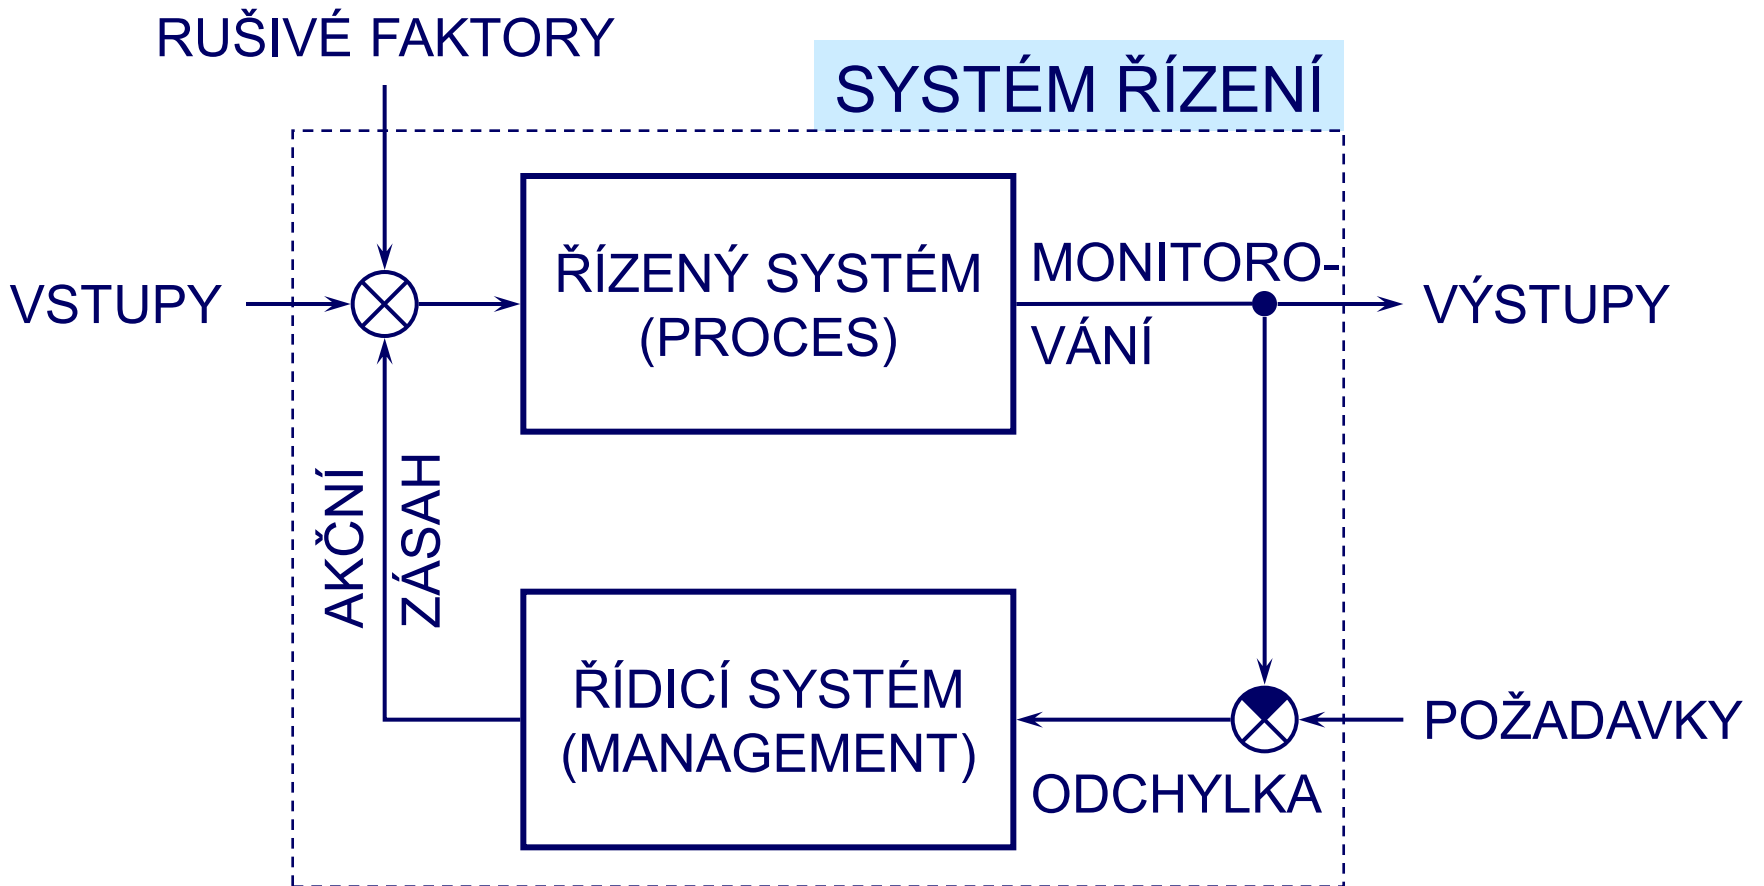 RUŠIVÉ FAKTORY
SYSTÉM ŘÍZENÍ
VSTUPY
ŘÍZENÝ SYSTÉM
(PROCES)
MONITORO-
VÁNÍ
VÝSTUPY
AKČNÍ
ZÁSAH
ŘÍDICÍ SYSTÉM
(MANAGEMENT)
ODCHYLKA
POŽADAVKY